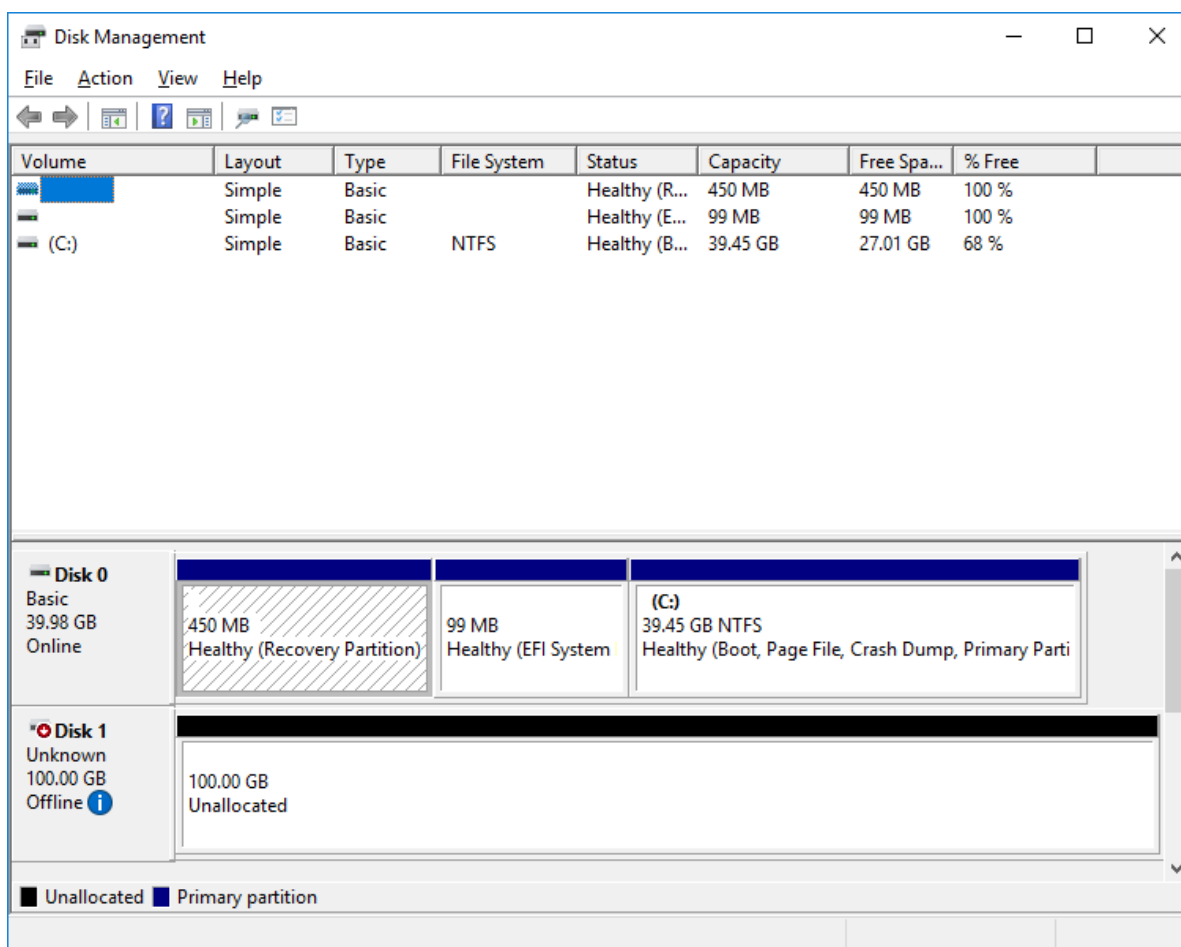 Disk Management
File Action View Help
Volume Layout Type File System Status Capacity Free Spa... % Free
Simple Basic Healthy (R... 450 MB 450 MB 100 %
Simple Basic Healthy (E... 99 MB 99 MB 100 %
(C:) Simple Basic NTFS Healthy (B... 39.45 GB 27.01 GB 68 %
Disk 0
Basic
39.98 GB
Online
450 MB
Healthy (Recovery Partition)
99 MB
Healthy (EFI System
(C:)
39.45 GB NTFS
Healthy (Boot, Page File, Crash Dump, Primary Parti
Disk 1
Unknown
100.00 GB
Offline
100.00 GB
Unallocated
Unallocated Primary partition